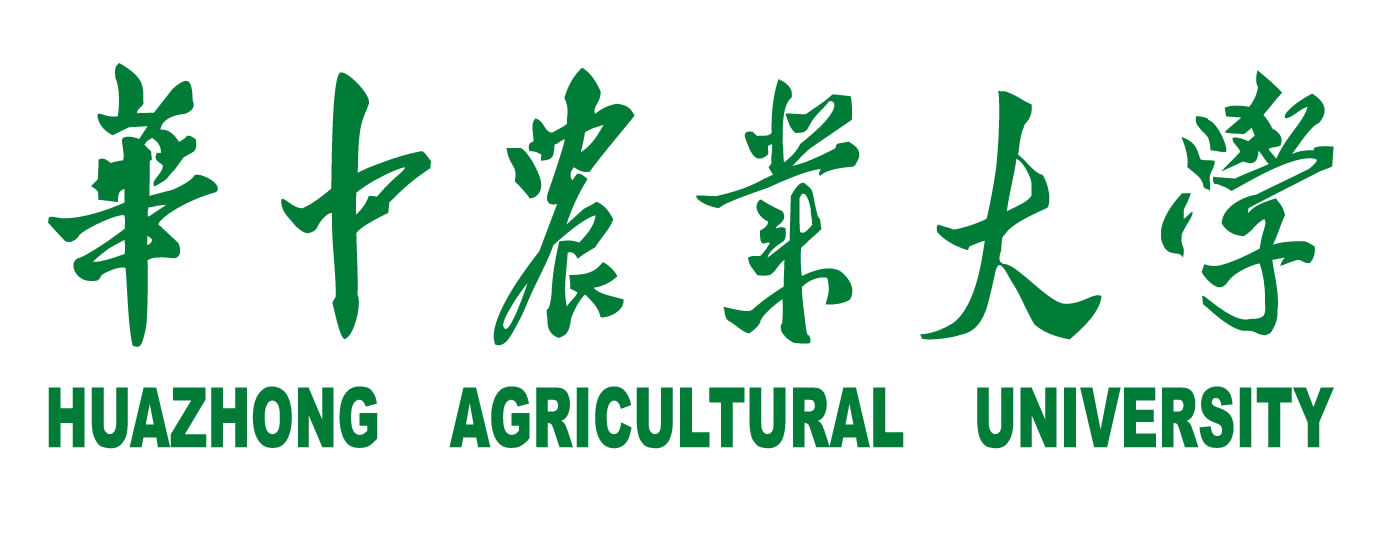 華中農業大學
HUAZHONG AGRICULTURAL UNIVERSITY